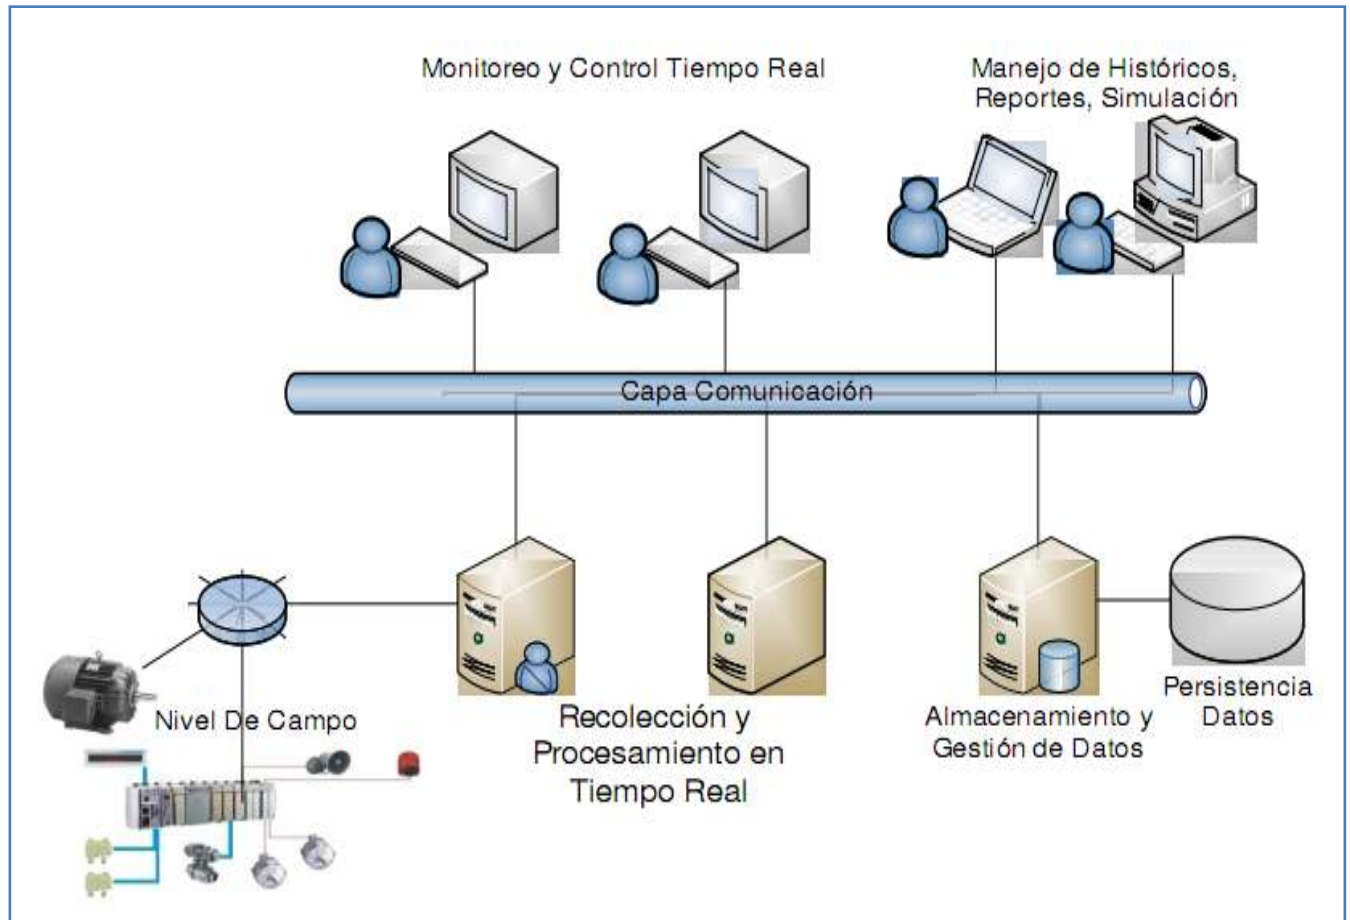 Monitoreo y Control Tiempo Real
Manejo de Históricos,
Reportes, Simulación
Capa Comunicación
Nivel De Campo
Recolección y
Procesamiento en
Tiempo Real
Almacenamiento y
Gestión de Datos
Persistencia
Datos